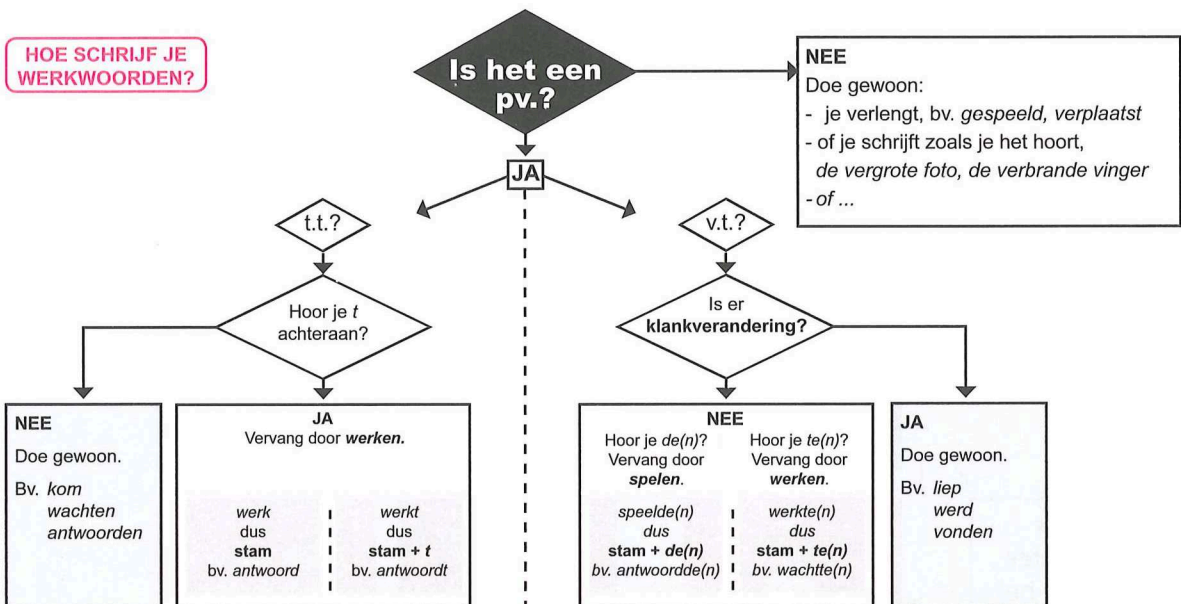 HOE SCHRIJF JE
WERKWOORDEN?
Is het een
pv.?
NEE
Doe gewoon:
- je verlengt, bv. gespeeld, verplaatst
- of je schrijft zoals je het hoort,
de vergrote foto, de verbrande vinger
- of ...
JA
t.t.?
v.t.?
Hoor je t
achteraan?
Is er
klankverandering?
NEE
Doe gewoon.
Bv. kom
wachten
antwoorden
JA
Vervang door werken.
werk
dus
stam
bv. antwoord
werkt
dus
stam + t
bv. antwoordt
NEE
Hoor je de(n)?
Vervang door
spelen.
speelde(n)
dus
stam + de(n)
bv. antwoordde(n)
Hoor je te(n)?
Vervang door
werken.
werkte(n)
dus
stam + te(n)
bv. wachtte(n)
JA
Doe gewoon.
Bv. liep
werd
vonden